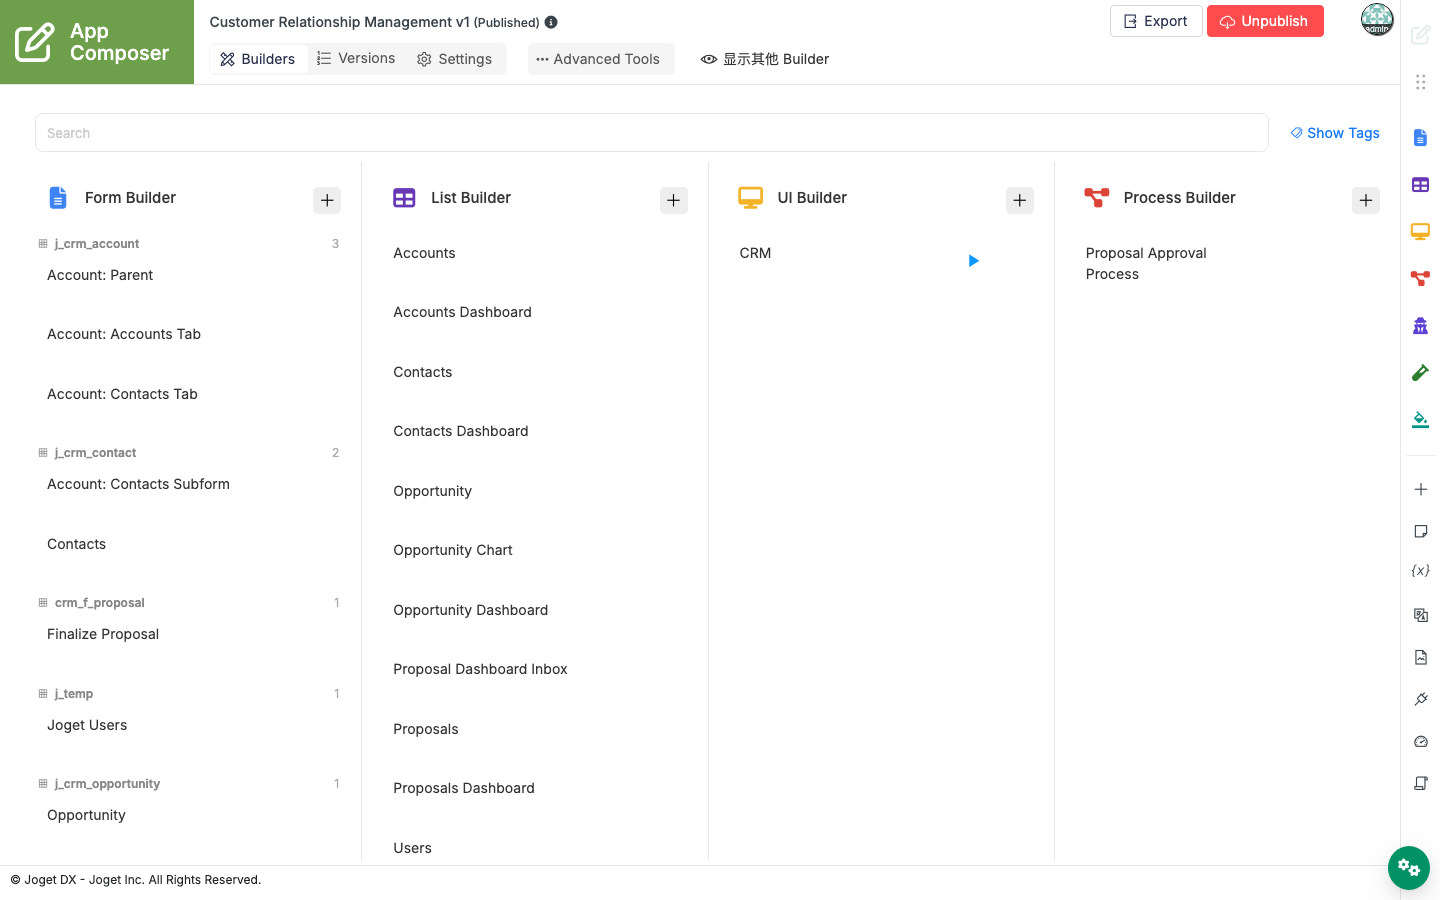 App
Composer
Customer Relationship Management v1 (Published)
Export
Unpublish
admin
Builders
Versions
Settings
Advanced Tools
显示其他 Builder
Search
Show Tags
Form Builder
j_crm_account 3
Account: Parent
Account: Accounts Tab
Account: Contacts Tab
j_crm_contact 2
Account: Contacts Subform
Contacts
crm_f_proposal 1
Finalize Proposal
j_temp 1
Joget Users
j_crm_opportunity 1
Opportunity
List Builder
Accounts
Accounts Dashboard
Contacts
Contacts Dashboard
Opportunity
Opportunity Chart
Opportunity Dashboard
Proposal Dashboard Inbox
Proposals
Proposals Dashboard
Users
UI Builder
CRM
Process Builder
Proposal Approval
Process
{x}
© Joget DX - Joget Inc. All Rights Reserved.